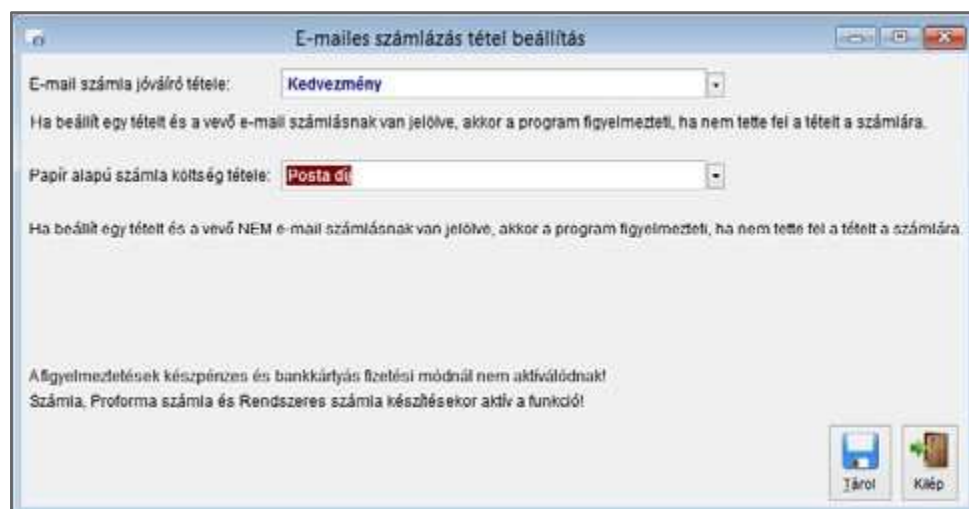 E-mailes számlázás tétel beállítás
E-mail számla jóváíró tétele: Kedvezmény
Ha beállít egy tételt és a vevő e-mail számlásnak van jelölve, akkor a program figyelmezteti, ha nem tette fel a tételt a számlára.
Papír alapú számla költség tétele: Posta díj
Ha beállít egy tételt és a vevő NEM e-mail számlásnak van jelölve, akkor a program figyelmezteti, ha nem tette fel a tételt a számlára.
A figyelmeztetések készpénzes és bankkártyás fizetési módnál nem aktíválódnak!
Számla, Proforma számla és Rendszeres számla készítésekor aktív a funkció!
Tárol Kilép